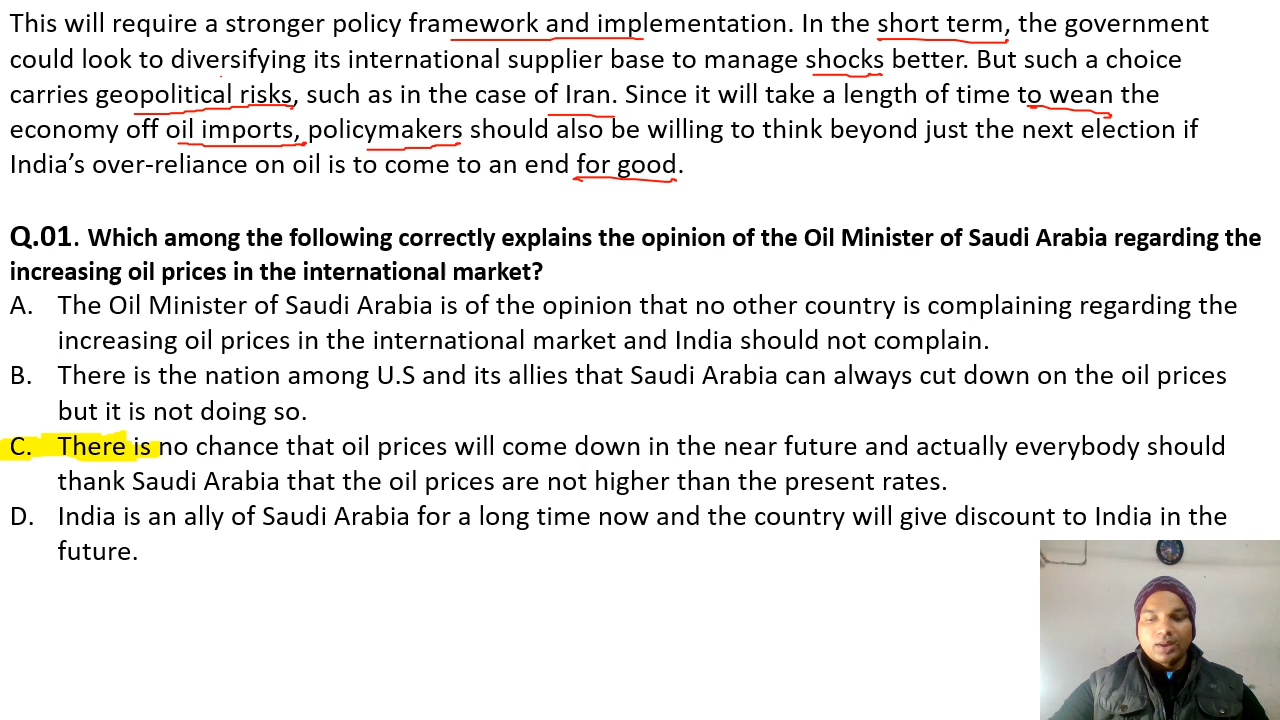 This will require a stronger policy framework and implementation. In the short term, the government
could look to diversifying its international supplier base to manage shocks better. But such a choice
carries geopolitical risks, such as in the case of Iran. Since it will take a length of time to wean the
economy off oil imports, policymakers should also be willing to think beyond just the next election if
India’s over-reliance on oil is to come to an end for good.
Q.01. Which among the following correctly explains the opinion of the Oil Minister of Saudi Arabia regarding the
increasing oil prices in the international market?
A. The Oil Minister of Saudi Arabia is of the opinion that no other country is complaining regarding the
increasing oil prices in the international market and India should not complain.
B. There is the nation among U.S and its allies that Saudi Arabia can always cut down on the oil prices
but it is not doing so.
C. There is no chance that oil prices will come down in the near future and actually everybody should
thank Saudi Arabia that the oil prices are not higher than the present rates.
D. India is an ally of Saudi Arabia for a long time now and the country will give discount to India in the
future.